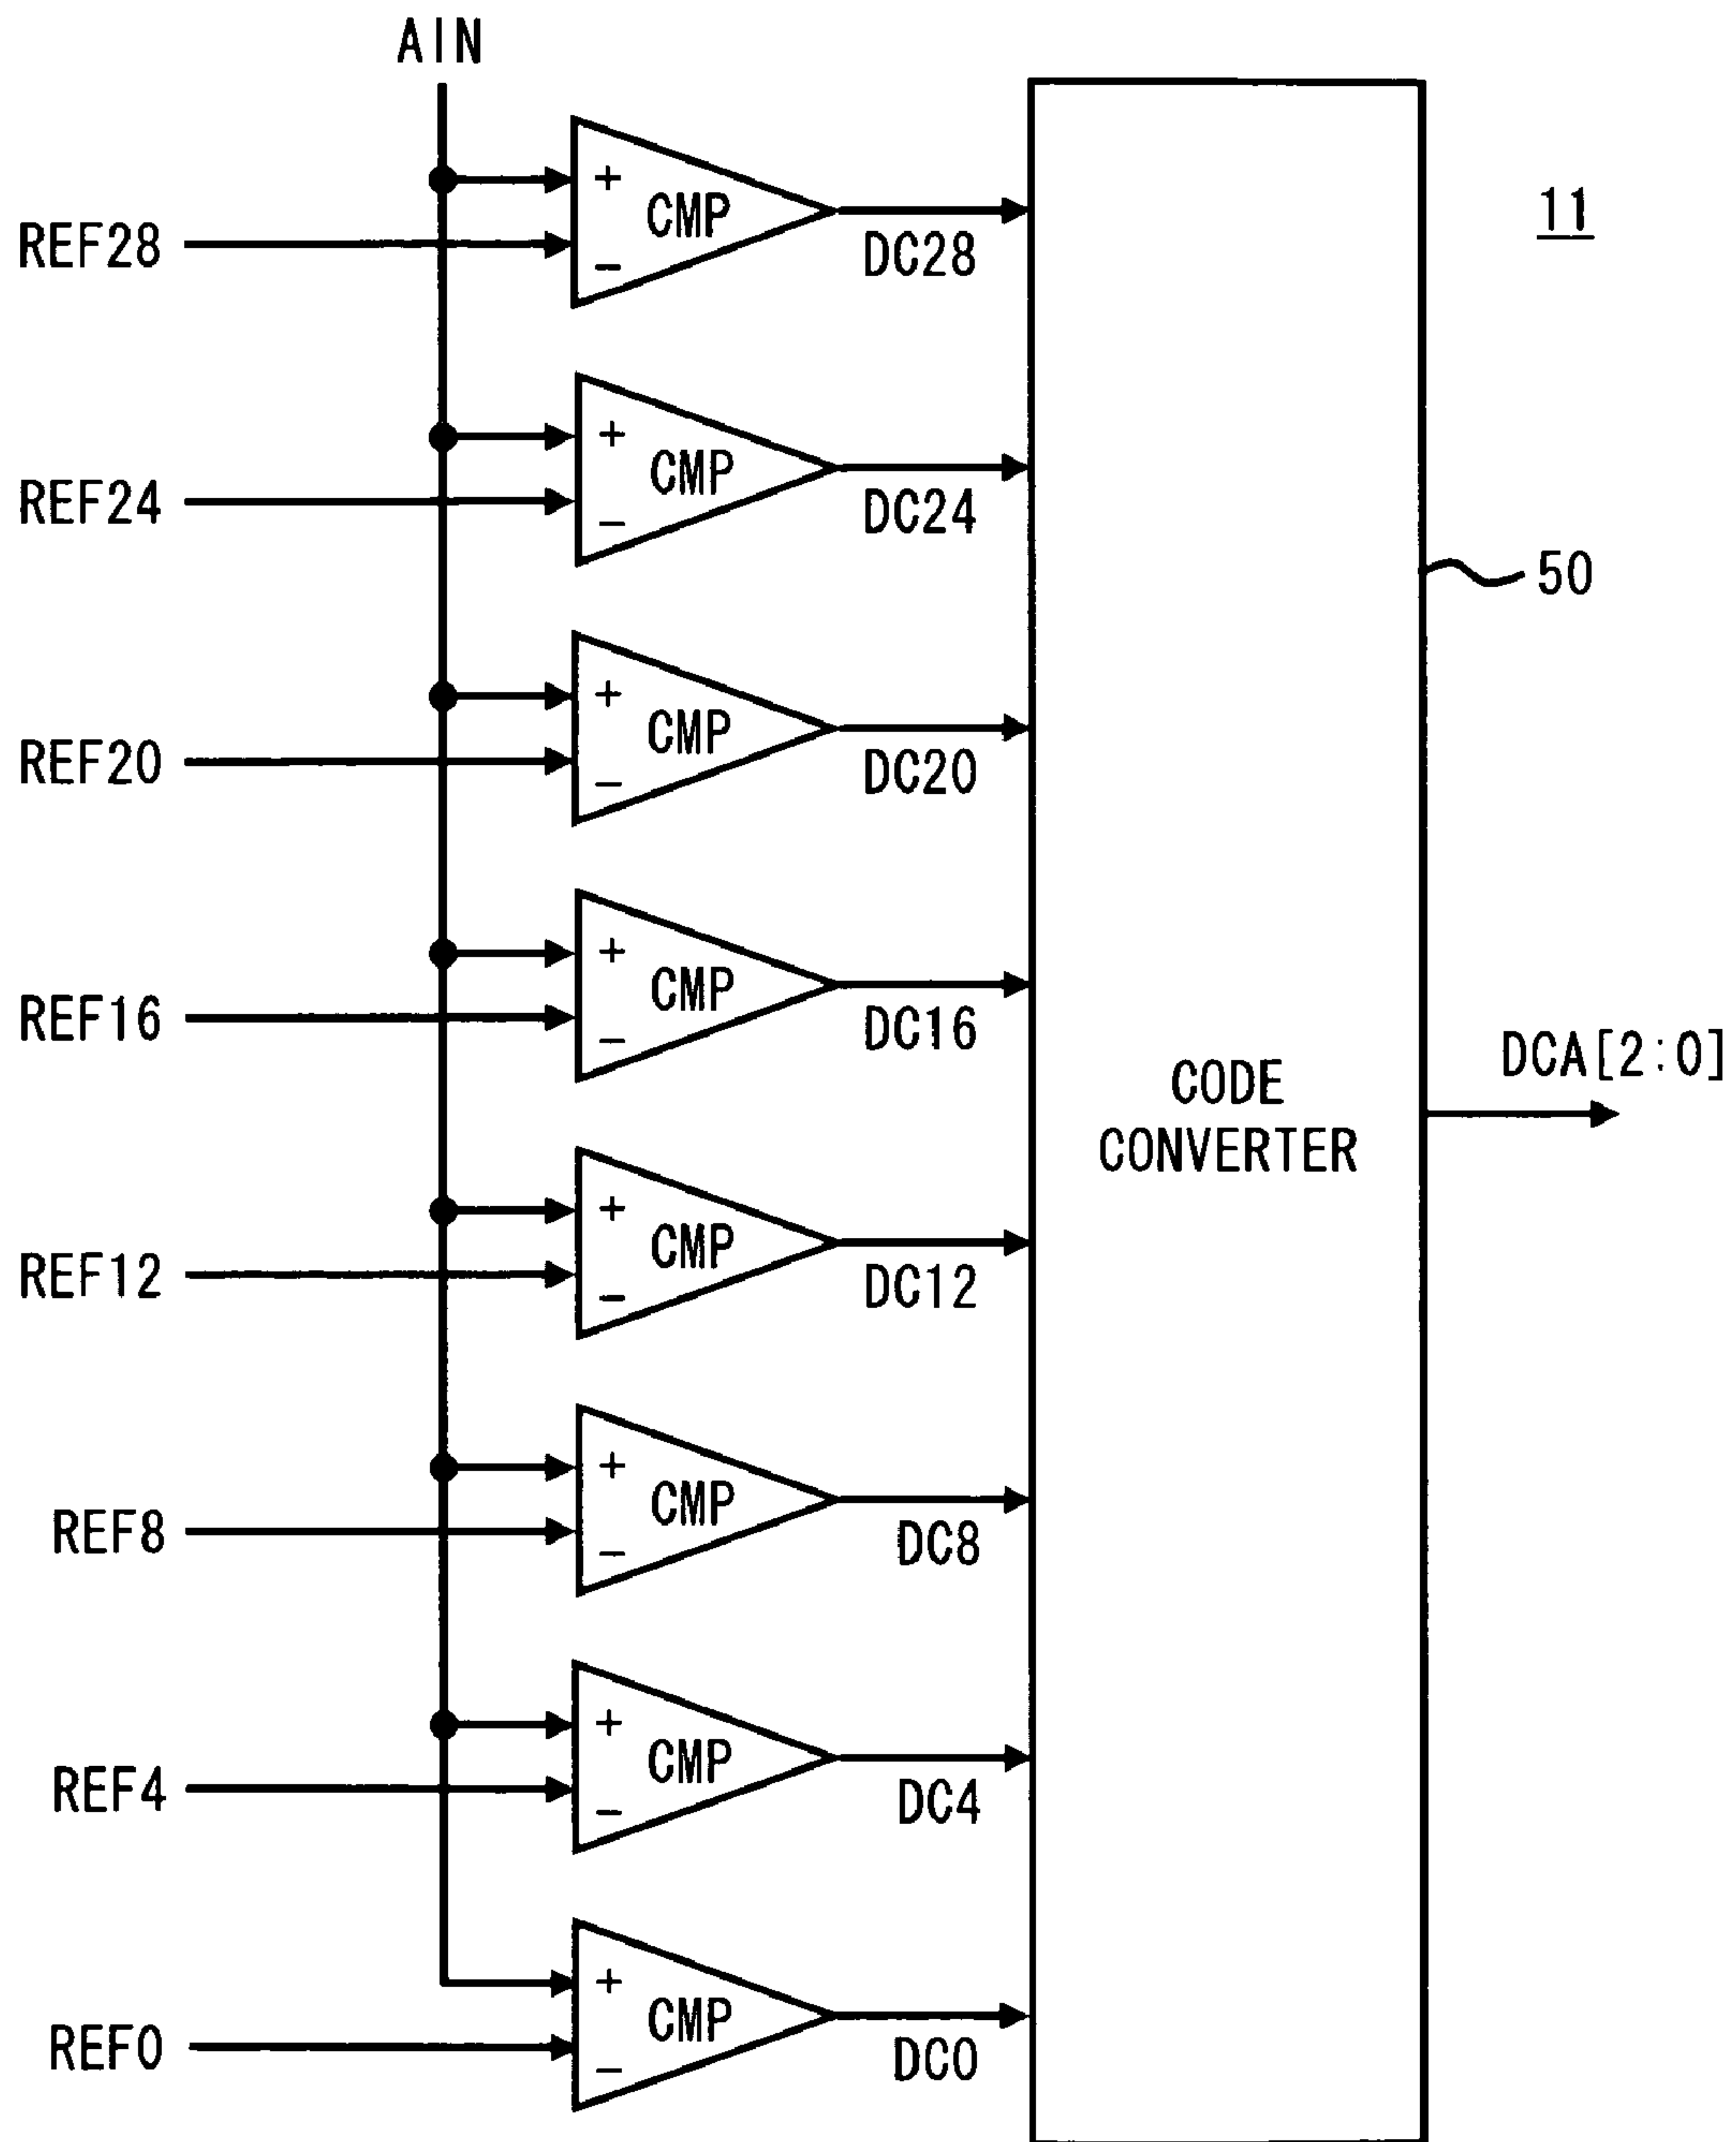 AIN
+
CMP
-
REF28
DC28
11
+
CMP
-
REF24
DC24
50
+
CMP
-
REF20
DC20
+
CMP
-
REF16
DC16
CODE
CONVERTER
DCA[2:0]
+
CMP
-
REF12
DC12
+
CMP
-
REF8
DC8
+
CMP
-
REF4
DC4
+
CMP
-
REF0
DC0